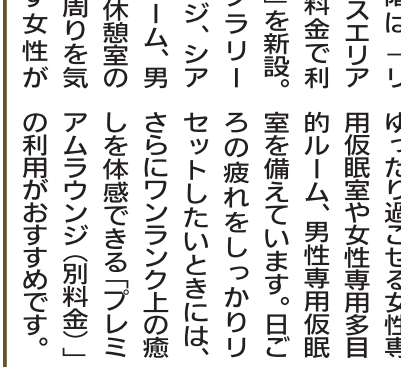 は「リ
スエリア
料金で利
」を新設。
ラリー
ジ、シア
ーム、男
休憩室の
周りを気
す女性が
ゆったり過ごせる女性専
用仮眠室や女性専用多目
的ルーム、男性専用仮眠
室を備えています。日ご
ろの疲れをしっかりリ
セットしたいときには、
さらにワンランク上の癒
しを体感できる「プレミ
アムラウンジ（別料金）」
の利用がおすすめです。